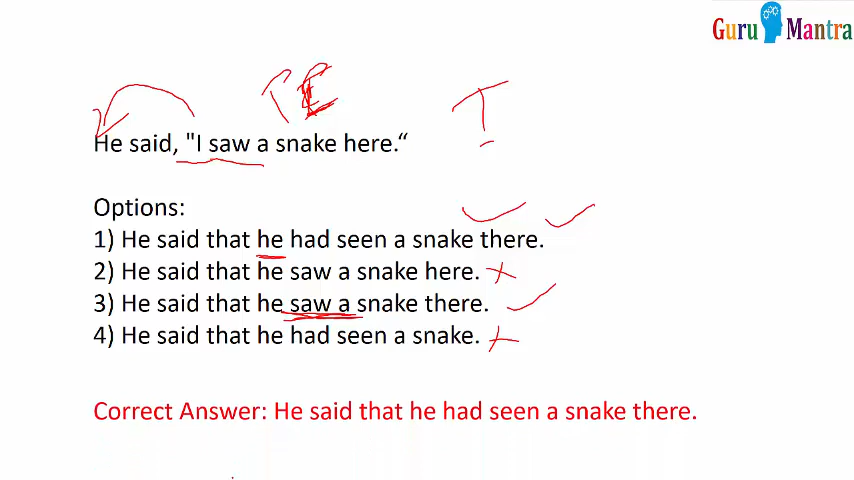 Guru Mantra
He said, "I saw a snake here.“
Options:
1) He said that he had seen a snake there.
2) He said that he saw a snake here.
3) He said that he saw a snake there.
4) He said that he had seen a snake.
Correct Answer: He said that he had seen a snake there.